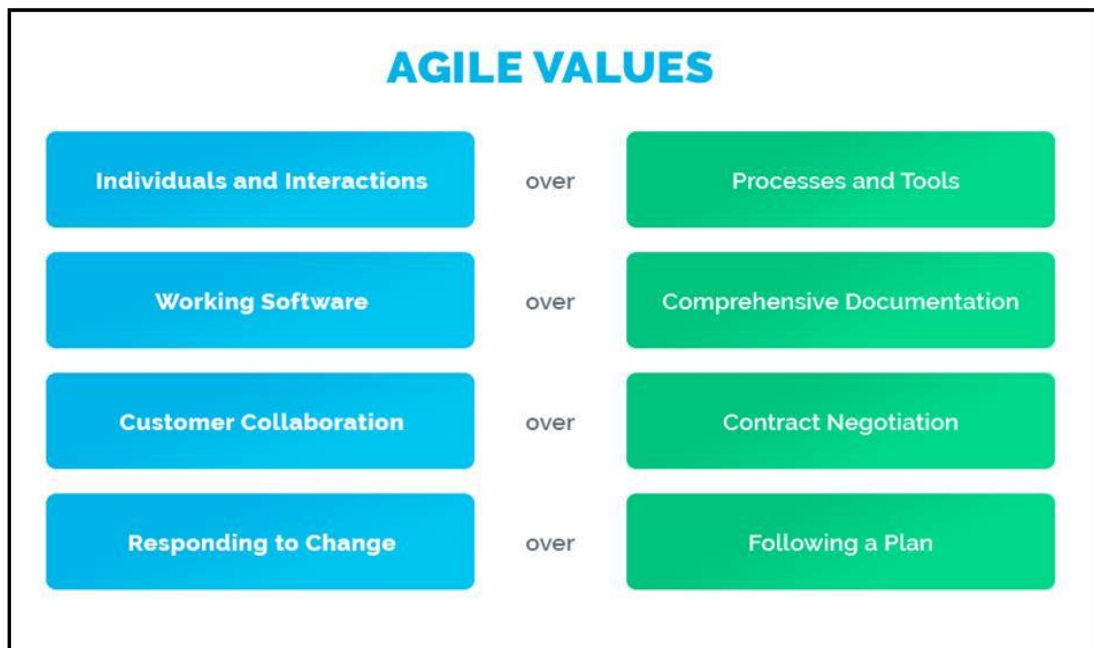 AGILE VALUES
Individuals and Interactions over Processes and Tools
Working Software over Comprehensive Documentation
Customer Collaboration over Contract Negotiation
Responding to Change over Following a Plan